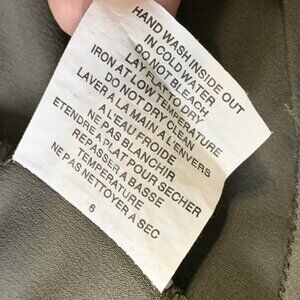 HAND WASH INSIDE OUT
IN COLD WATER
DO NOT BLEACH
LAY FLAT TO DRY
IRON AT LOW TEMPERATURE
DO NOT DRY CLEAN
LAVER A LA MAIN A L'ENVERS
A L'EAU FROIDE
NE PAS BLANCHIR
ETENDRE A PLAT POUR SECHER
REPASSER A BASSE
TEMPERATURE
NE PAS NETTOYER A SEC
6